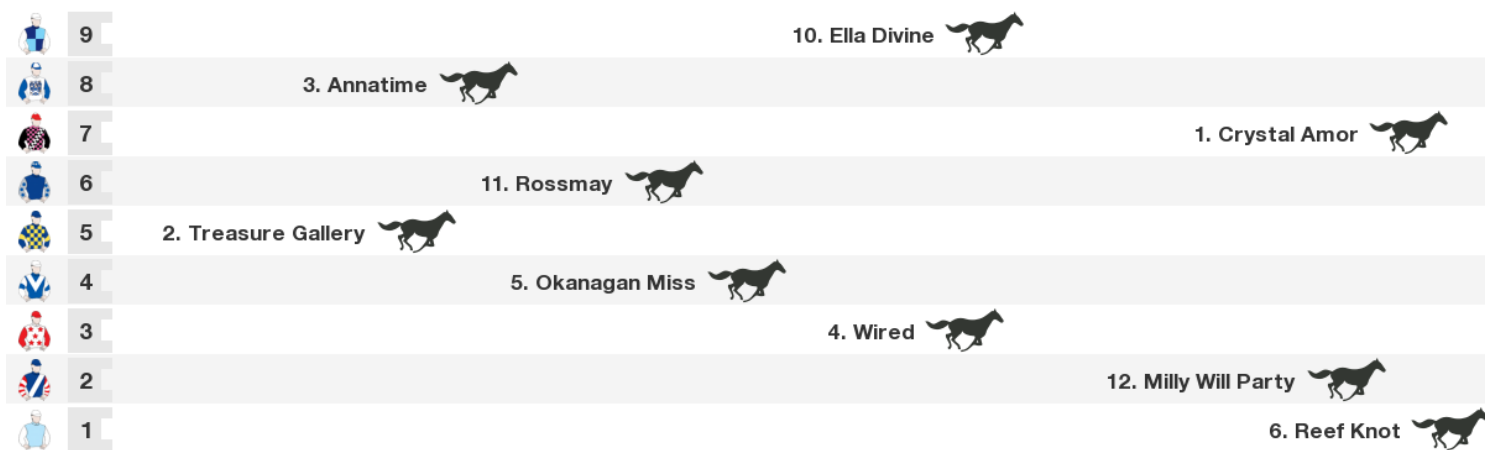 9 10. Ella Divine
8 3. Annatime
7 1. Crystal Amor
6 11. Rossmay
5 2. Treasure Gallery
4 5. Okanagan Miss
3 4. Wired
2 12. Milly Will Party
1 6. Reef Knot